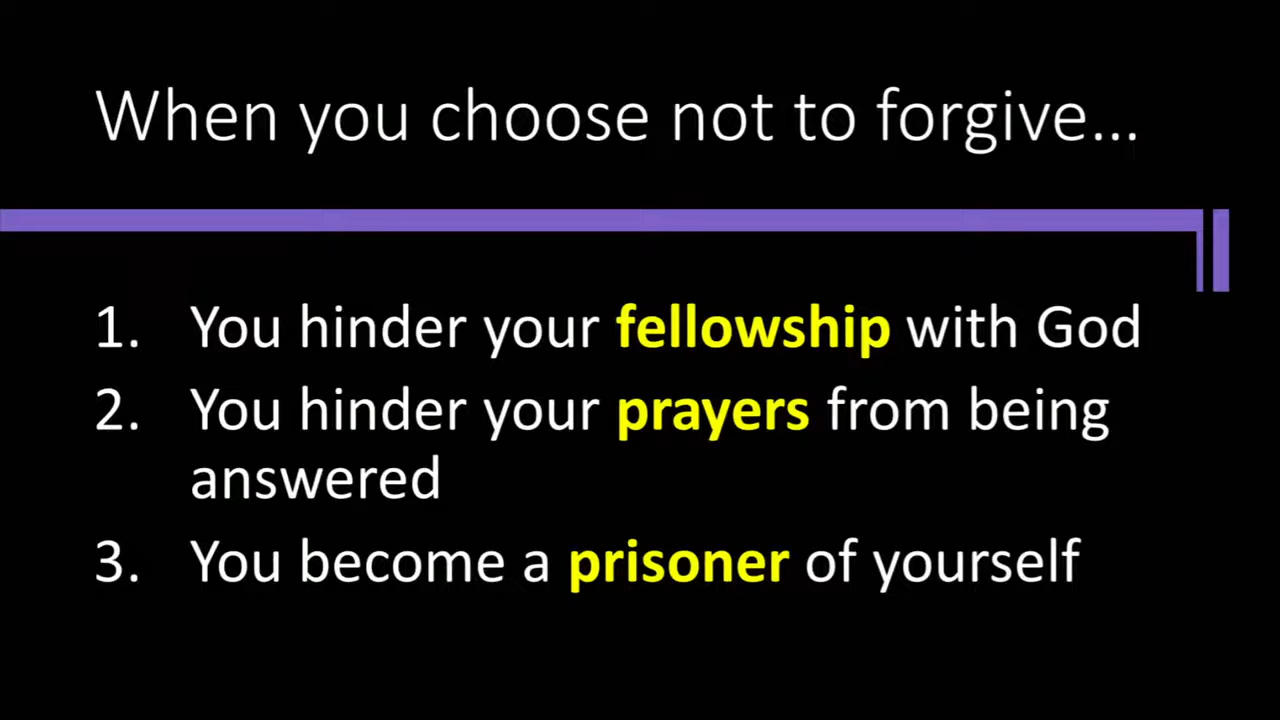 When you choose not to forgive...
1. You hinder your fellowship with God
2. You hinder your prayers from being
answered
3. You become a prisoner of yourself